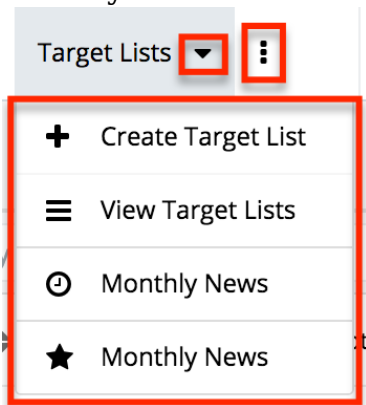 Target Lists
Create Target List
View Target Lists
Monthly News
Monthly News